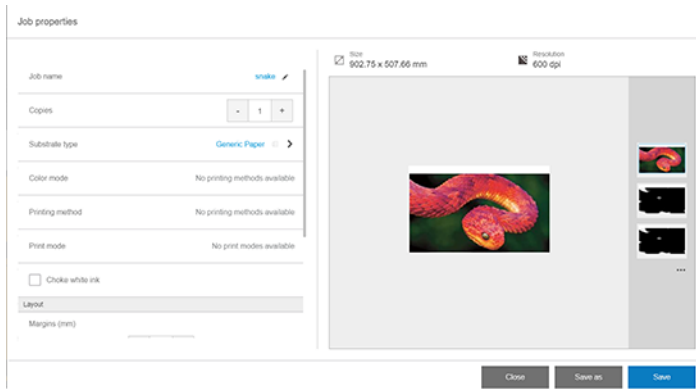 Job properties
Size
902.75 x 507.66 mm
Resolution
600 dpi
Job name
snake
Copies
- 1 +
Substrate type
Generic Paper
Color mode
No printing methods available
Printing method
No printing methods available
Print mode
No print modes available
Choke white ink
Layout
Margins (mm)
...
Close
Save as
Save